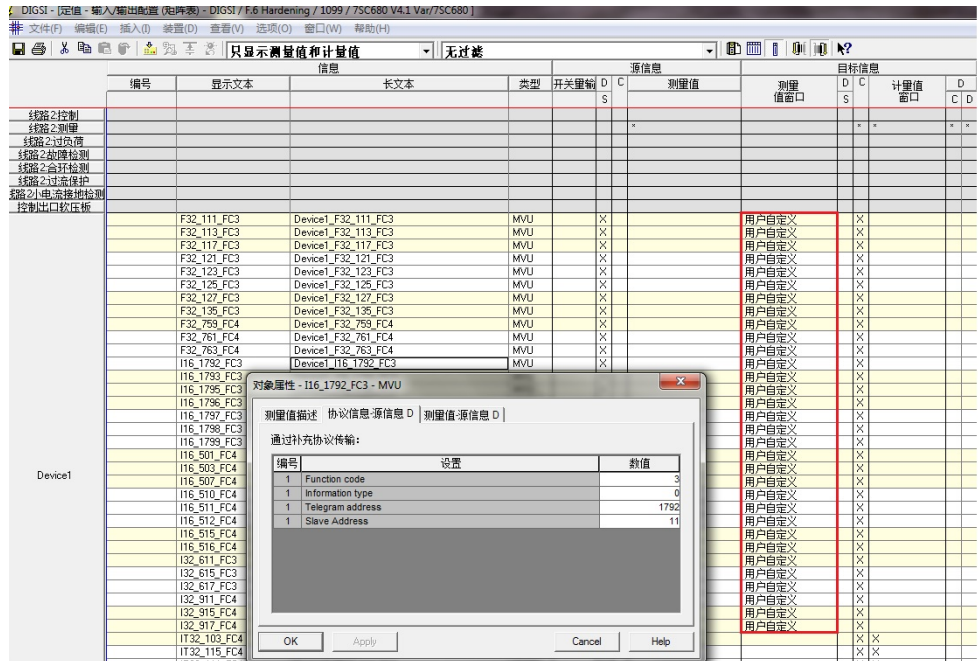 DIGSI - [定值 - 输入/输出配置 (矩阵表) - DIGSI / F.6 Hardening / 1099 / 7SC680 V4.1 Var/7SC680 ]
文件(F) 编辑(E) 插入(I) 装置(D) 查看(V) 选项(O) 窗口(W) 帮助(H)
只显示测量值和计量值 无过滤
信息 源信息 目标信息
编号 显示文本 长文本 类型 开关量输 D C 测量值 测量值窗口 D C 计量值窗口 D
S S C D
线路2:控制
线路2:测量 * * * * *
线路2:过负荷
线路2:故障检测
线路2:合环检测
线路2:过流保护
线路2小电流接地检测
控制出口软压板
F32_111_FC3 Device1_F32_111_FC3 MVU X 用户自定义 X
F32_113_FC3 Device1_F32_113_FC3 MVU X 用户自定义 X
F32_117_FC3 Device1_F32_117_FC3 MVU X 用户自定义 X
F32_121_FC3 Device1_F32_121_FC3 MVU X 用户自定义 X
F32_123_FC3 Device1_F32_123_FC3 MVU X 用户自定义 X
F32_125_FC3 Device1_F32_125_FC3 MVU X 用户自定义 X
F32_127_FC3 Device1_F32_127_FC3 MVU X 用户自定义 X
F32_135_FC3 Device1_F32_135_FC3 MVU X 用户自定义 X
F32_759_FC4 Device1_F32_759_FC4 MVU X 用户自定义 X
F32_761_FC4 Device1_F32_761_FC4 MVU X 用户自定义 X
F32_763_FC4 Device1_F32_763_FC4 MVU X 用户自定义 X
I16_1792_FC3 Device1_I16_1792_FC3 MVU X 用户自定义 X
I16_1793_FC3 用户自定义 X
I16_1795_FC3 用户自定义 X
I16_1796_FC3 用户自定义 X
I16_1797_FC3 用户自定义 X
I16_1798_FC3 用户自定义 X
I16_1799_FC3 用户自定义 X
I16_501_FC4 用户自定义 X
I16_503_FC4 用户自定义 X
Device1 I16_507_FC4 用户自定义 X
I16_510_FC4 用户自定义 X
I16_511_FC4 用户自定义 X
I16_512_FC4 用户自定义 X
I16_515_FC4 用户自定义 X
I16_516_FC4 用户自定义 X
I32_611_FC3 用户自定义 X
I32_615_FC3 用户自定义 X
I32_617_FC3 用户自定义 X
I32_911_FC4 用户自定义 X
I32_915_FC4 用户自定义 X
I32_917_FC4 用户自定义 X
IT32_103_FC4 X X
IT32_115_FC4 X X
对象属性 - I16_1792_FC3 - MVU
测量值描述 协议信息-源信息 D 测量值-源信息 D
通过补充协议传输:
编号 设置 数值
1 Function code 3
1 Information type 0
1 Telegram address 1792
1 Slave Address 11
OK Apply Cancel Help